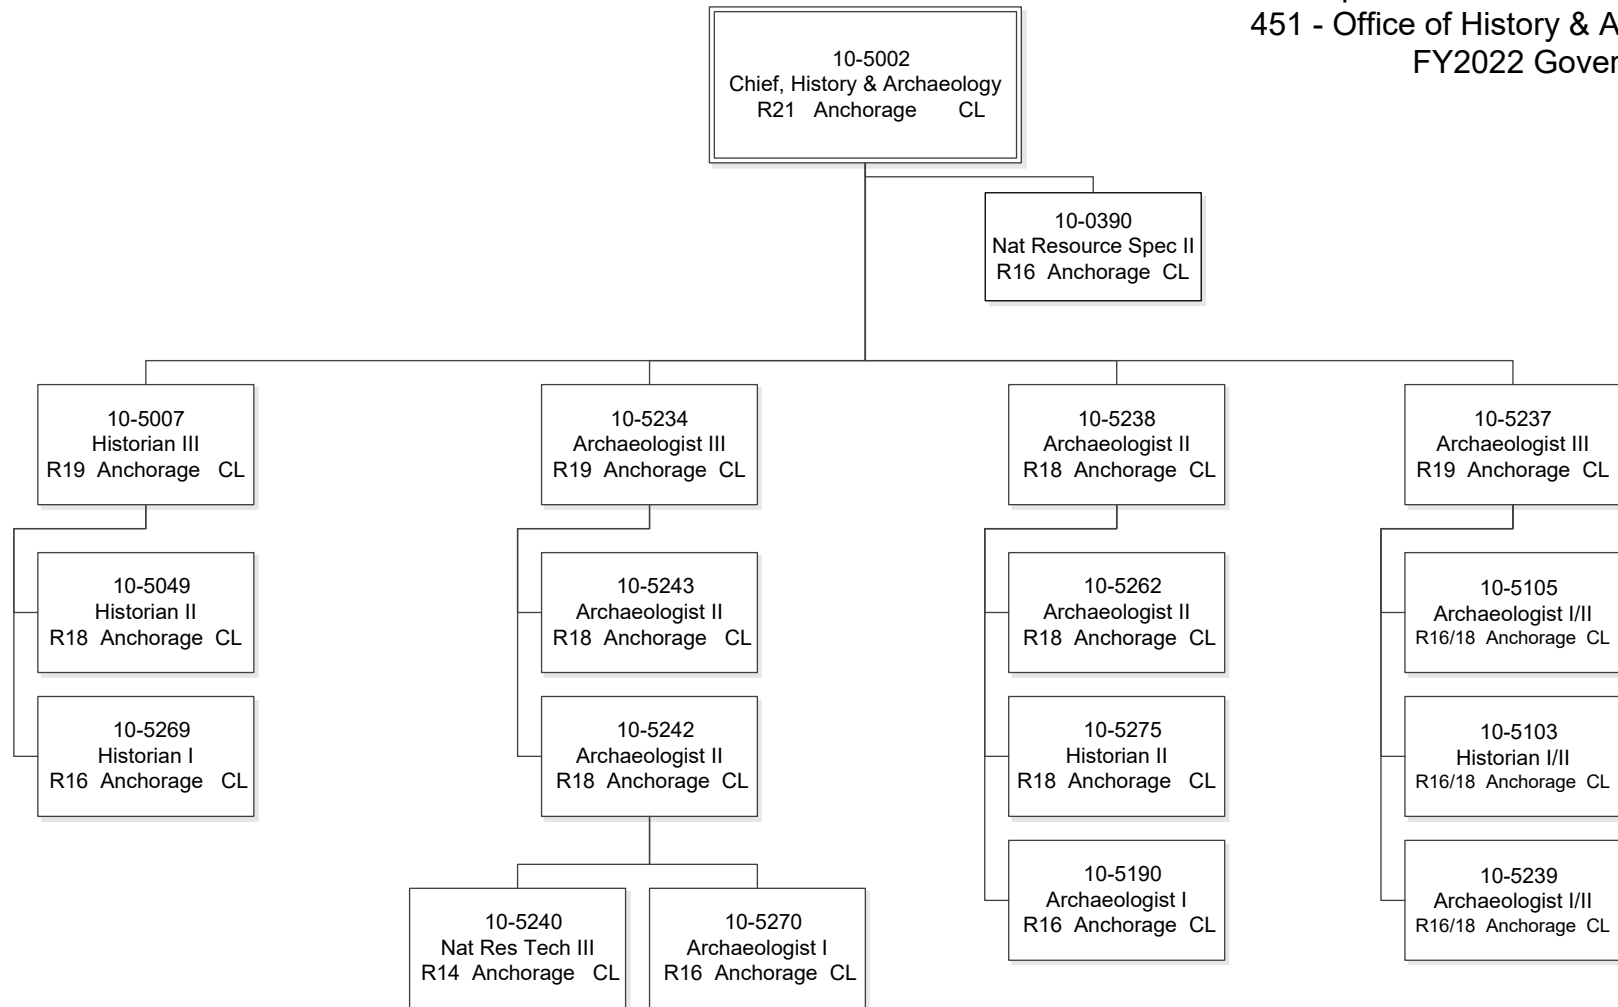 451 - Office of History & A
FY2022 Gover
10-5002
Chief, History & Archaeology
R21 Anchorage CL
10-0390
Nat Resource Spec II
R16 Anchorage CL
10-5007
Historian III
R19 Anchorage CL
10-5234
Archaeologist III
R19 Anchorage CL
10-5238
Archaeologist II
R18 Anchorage CL
10-5237
Archaeologist III
R19 Anchorage CL
10-5049
Historian II
R18 Anchorage CL
10-5243
Archaeologist II
R18 Anchorage CL
10-5262
Archaeologist II
R18 Anchorage CL
10-5105
Archaeologist I/II
R16/18 Anchorage CL
10-5269
Historian I
R16 Anchorage CL
10-5242
Archaeologist II
R18 Anchorage CL
10-5275
Historian II
R18 Anchorage CL
10-5103
Historian I/II
R16/18 Anchorage CL
10-5190
Archaeologist I
R16 Anchorage CL
10-5239
Archaeologist I/II
R16/18 Anchorage CL
10-5240
Nat Res Tech III
R14 Anchorage CL
10-5270
Archaeologist I
R16 Anchorage CL